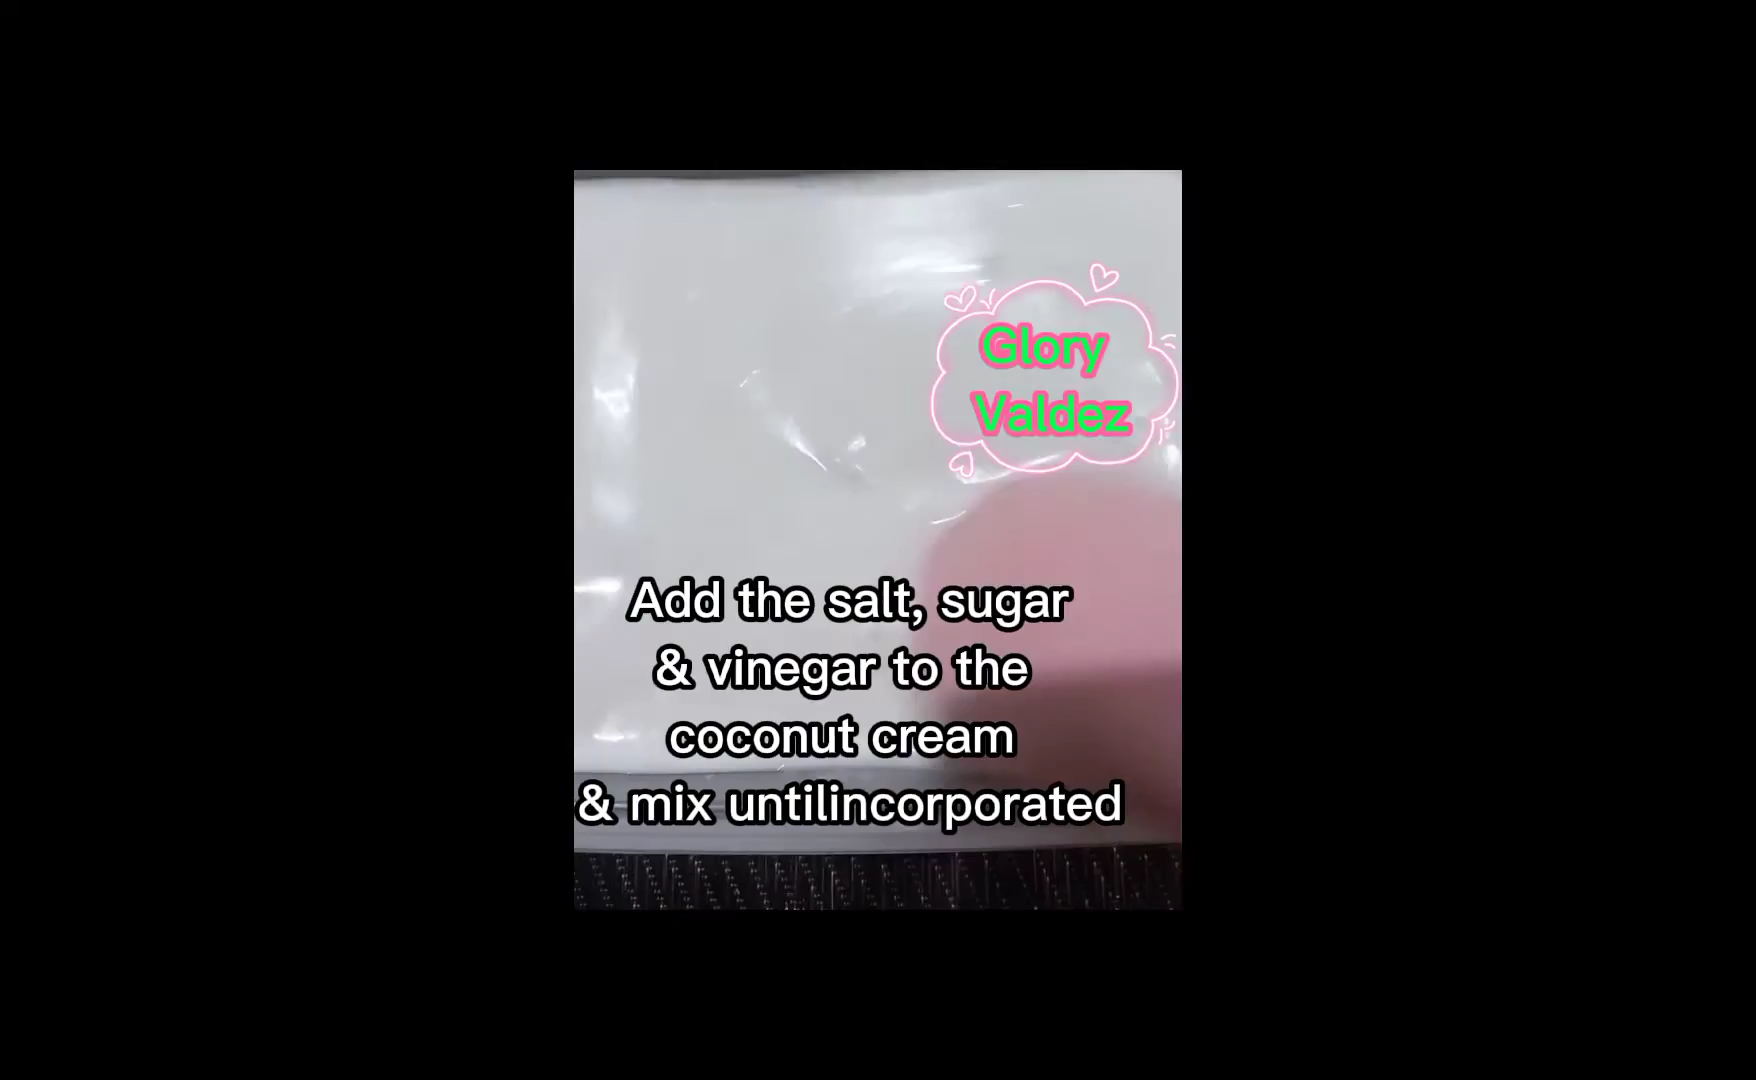 Glory
Valdez
Add the salt, sugar
& vinegar to the
coconut cream
& mix untilincorporated